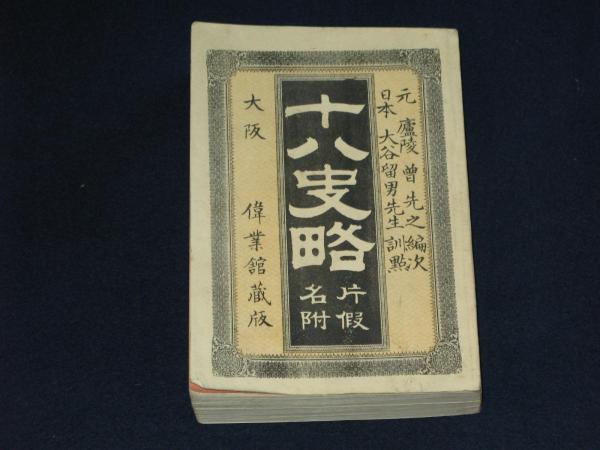 元 廬陵 曾先之 編次
日本 大谷留男先生 訓點
十八史略
片假
名附
大阪 偉業館藏版